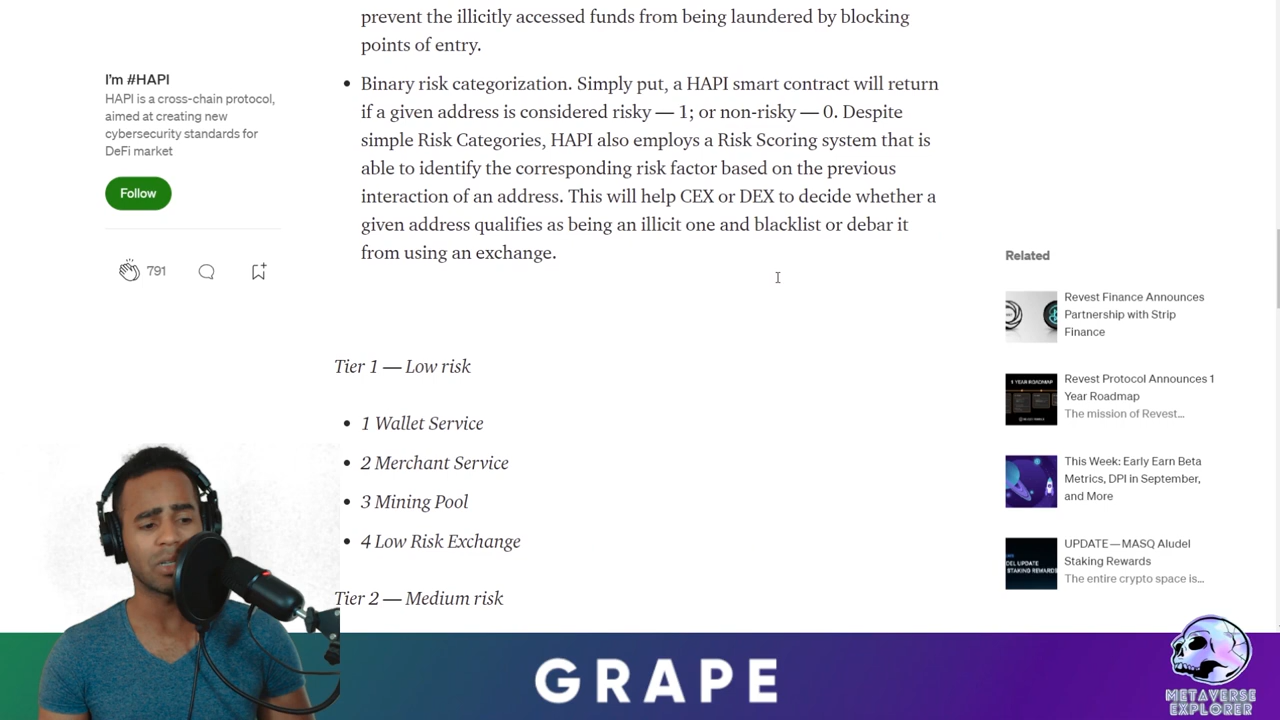 prevent the illicitly accessed funds from being laundered by blocking
points of entry.
I'm #HAPI
HAPI is a cross-chain protocol,
aimed at creating new
cybersecurity standards for
DeFi market
Follow
791
Binary risk categorization. Simply put, a HAPI smart contract will return
if a given address is considered risky — 1; or non-risky — 0. Despite
simple Risk Categories, HAPI also employs a Risk Scoring system that is
able to identify the corresponding risk factor based on the previous
interaction of an address. This will help CEX or DEX to decide whether a
given address qualifies as being an illicit one and blacklist or debar it
from using an exchange.
Tier 1 — Low risk
1 Wallet Service
2 Merchant Service
3 Mining Pool
4 Low Risk Exchange
Tier 2 — Medium risk
Related
Revest Finance Announces
Partnership with Strip
Finance
Revest Protocol Announces 1
Year Roadmap
The mission of Revest...
This Week: Early Earn Beta
Metrics, DPI in September,
and More
UPDATE — MASQ Aludel
Staking Rewards
The entire crypto space is...
GRAPE
METAVERSE
EXPLORER